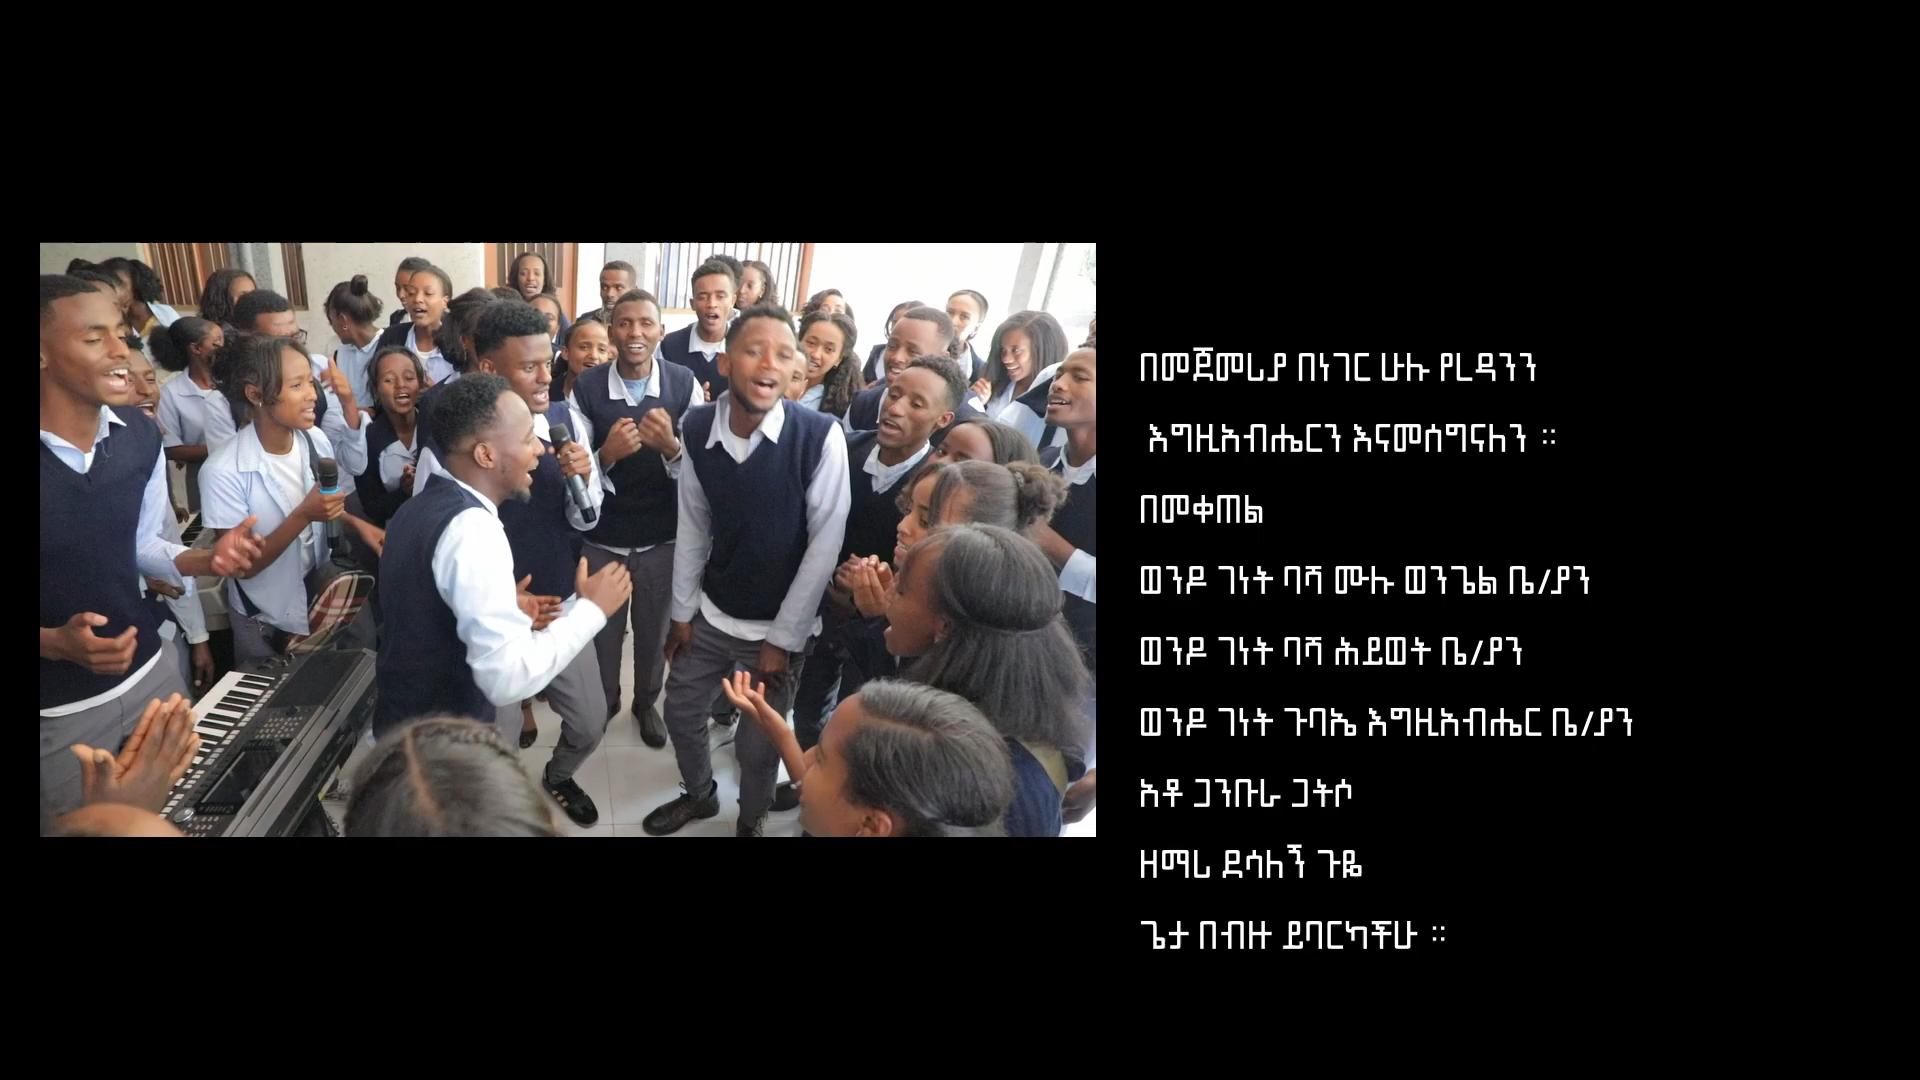 በመጀመሪያ በነገር ሁሉ የረዳንን
እግዚአብሔርን እናመሰግናለን ።
በመቀጠል
ወንዶ ገነት ባሻ ሙሉ ወንጌል ቤ/ያን
ወንዶ ገነት ባሻ ሕይወት ቤ/ያን
ወንዶ ገነት ጉባኤ እግዚአብሔር ቤ/ያን
አቶ ጋንቡራ ጋትሶ
ዘማሪ ደሳለኝ ጉዬ
ጌታ በብዙ ይባርካችሁ ።